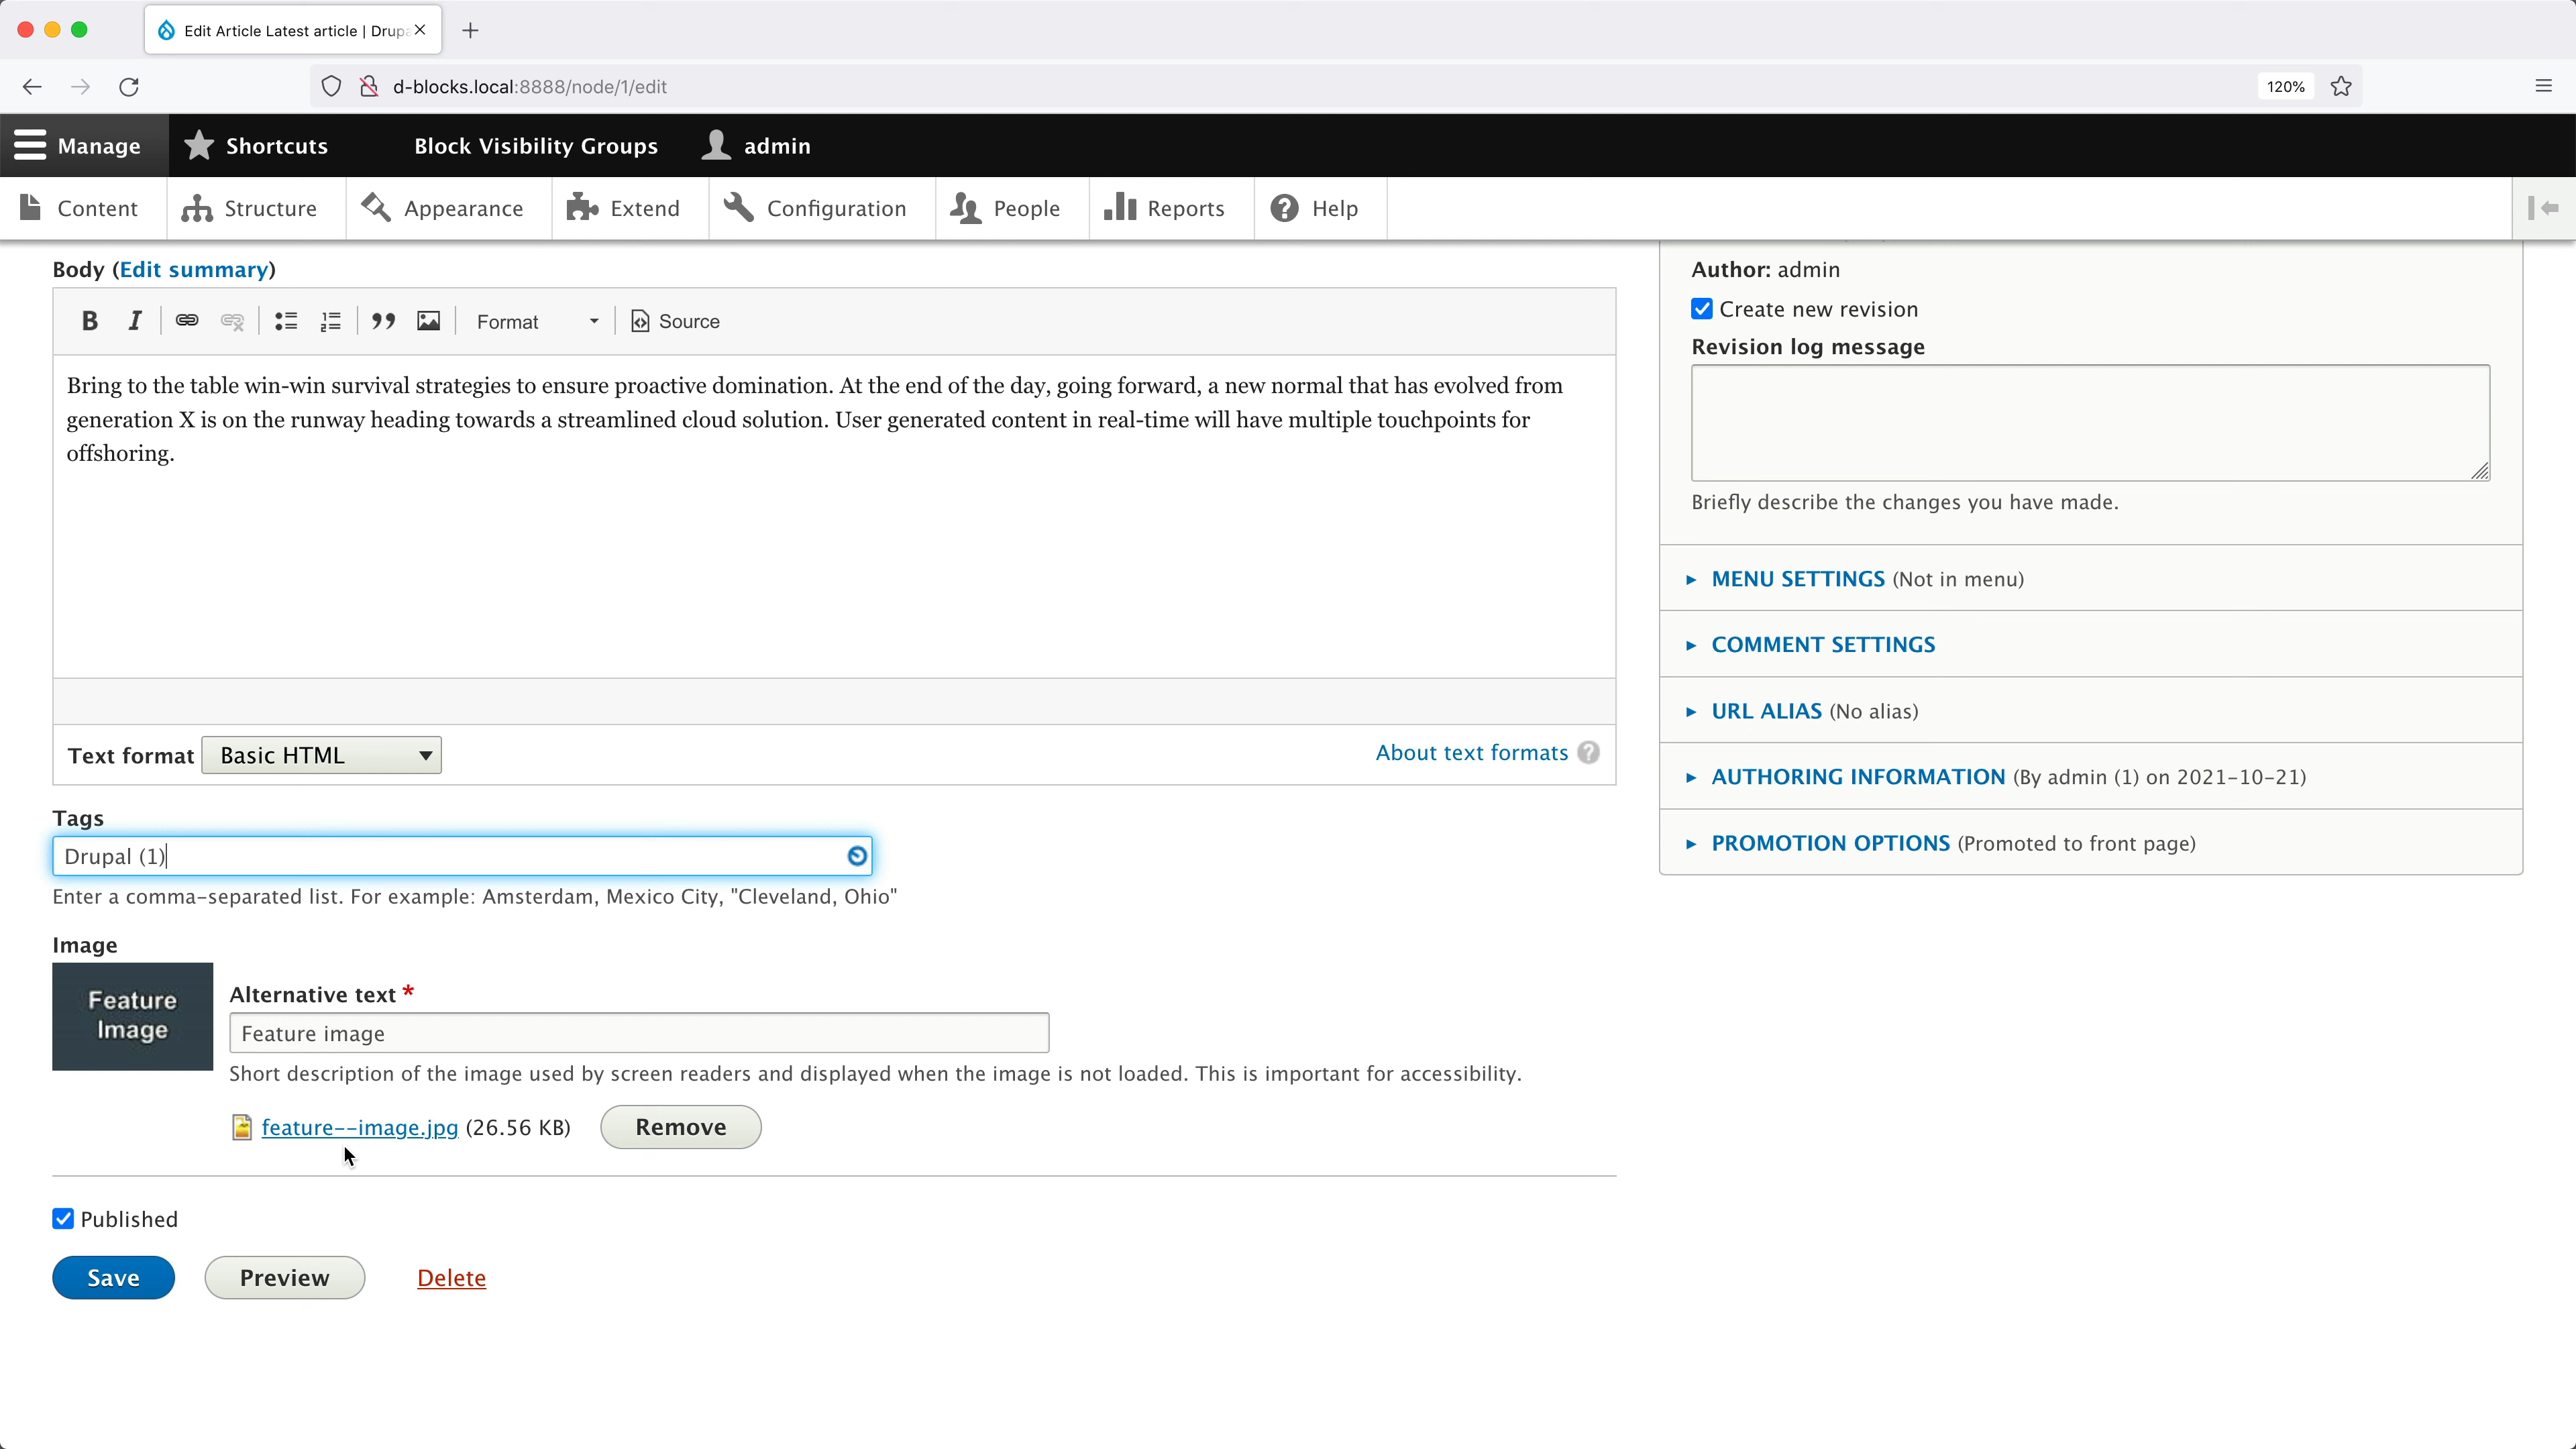 Edit Article Latest article | Drupa
d-blocks.local:8888/node/1/edit
120%
Manage
Shortcuts
Block Visibility Groups
admin
Content
Structure
Appearance
Extend
Configuration
People
Reports
Help
Body (Edit summary)
B I
Format
Source
Bring to the table win-win survival strategies to ensure proactive domination. At the end of the day, going forward, a new normal that has evolved from
generation X is on the runway heading towards a streamlined cloud solution. User generated content in real-time will have multiple touchpoints for
offshoring.
Text format Basic HTML
About text formats ?
Tags
Drupal (1)
Enter a comma-separated list. For example: Amsterdam, Mexico City, "Cleveland, Ohio"
Image
Feature
Image
Alternative text *
Feature image
Short description of the image used by screen readers and displayed when the image is not loaded. This is important for accessibility.
feature--image.jpg (26.56 KB)
Remove
Published
Save
Preview
Delete
Author: admin
Create new revision
Revision log message
Briefly describe the changes you have made.
MENU SETTINGS (Not in menu)
COMMENT SETTINGS
URL ALIAS (No alias)
AUTHORING INFORMATION (By admin (1) on 2021-10-21)
PROMOTION OPTIONS (Promoted to front page)